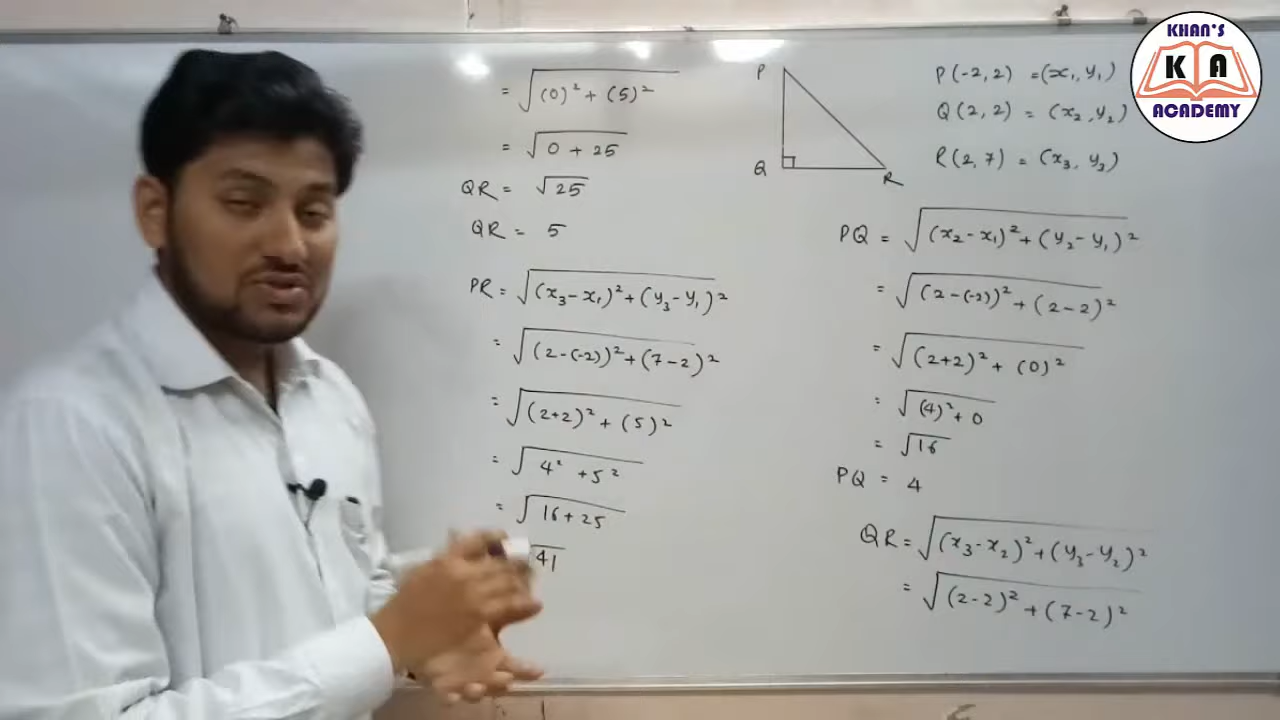 KHAN'S
K A
ACADEMY
P
Q
R
P(-2, 2) = (x₁, y₁)
Q(2, 2) = (x₂, y₂)
R(2, 7) = (x₃, y₃)
PQ = √(x₂ - x₁)² + (y₂ - y₁)²
= √(2 - (-2))² + (2 - 2)²
= √(2+2)² + (0)²
= √(4)² + 0
= √16
PQ = 4
QR = √(x₃ - x₂)² + (y₃ - y₂)²
= √(2-2)² + (7-2)²
= √(0)² + (5)²
= √0 + 25
QR = √25
QR = 5
PR = √(x₃ - x₁)² + (y₃ - y₁)²
= √(2 - (-2))² + (7 - 2)²
= √(2+2)² + (5)²
= √4² + 5²
= √16 + 25
√41